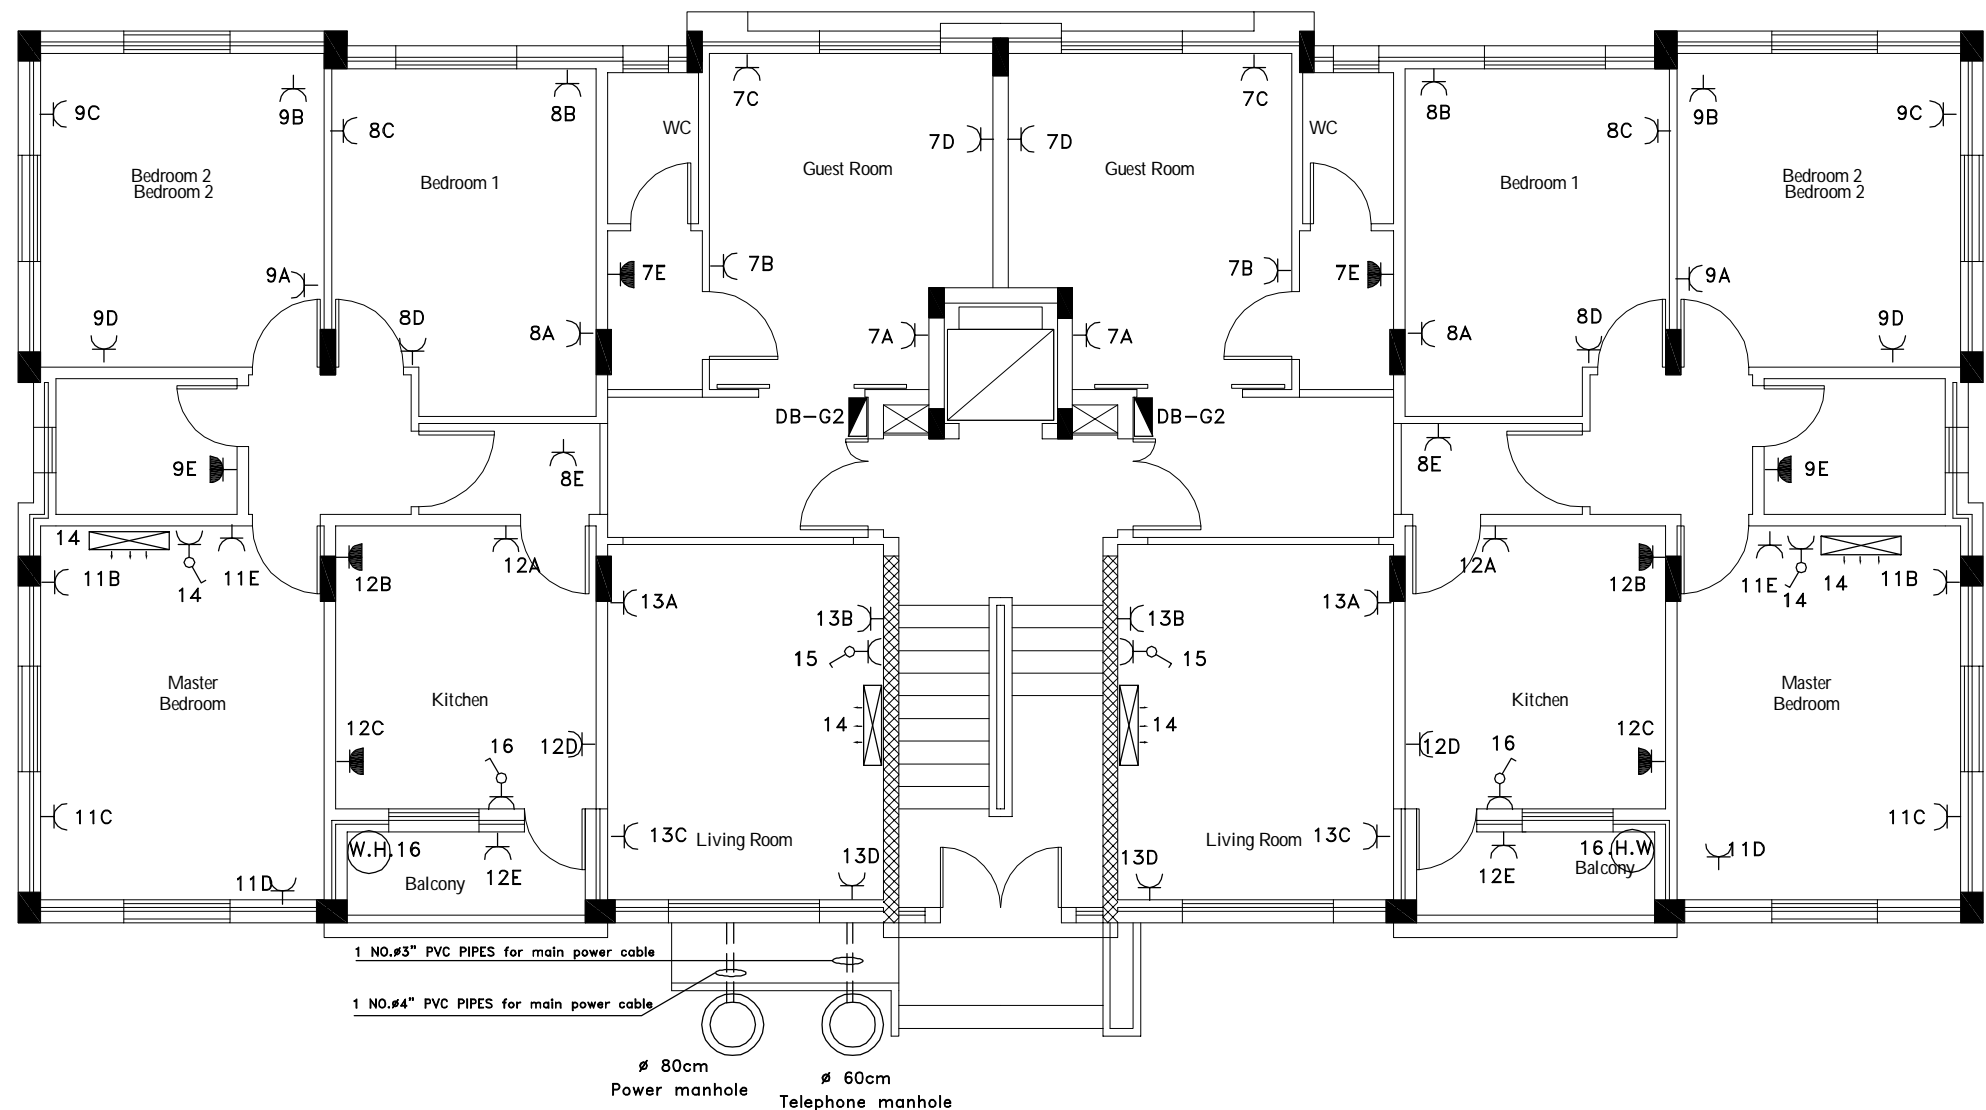 7C
7C
9C
9B
8C
8B
WC
7D
7D
WC
8B
8C
9B
9C
Bedroom 2
Bedroom 2
Bedroom 1
Guest Room
Guest Room
Bedroom 1
Bedroom 2
Bedroom 2
9A
7E
7B
7B
7E
9A
9D
8D
8A
7A
7A
8A
8D
9D
DB-G2
DB-G2
9E
8E
8E
9E
14
11B
14
11E
12B
12A
13A
13B
13B
13A
12A
12B
11E
14
14
11B
15
15
Master
Bedroom
Kitchen
14
14
Kitchen
Master
Bedroom
12C
16
12D
12D
16
12C
11C
13C
Living Room
Living Room
13C
11C
W.H.16
13D
13D
16.H.W
11D
11D
Balcony
12E
12E
Balcony
1 NO.ø3" PVC PIPES for main power cable
1 NO.ø4" PVC PIPES for main power cable
ø 80cm
Power manhole
ø 60cm
Telephone manhole